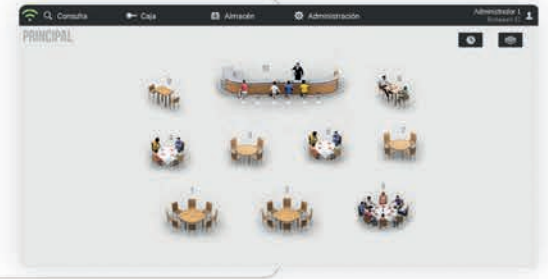 Consulta
Caja
Almacén
Administración
Administrador 1
PRINCIPAL